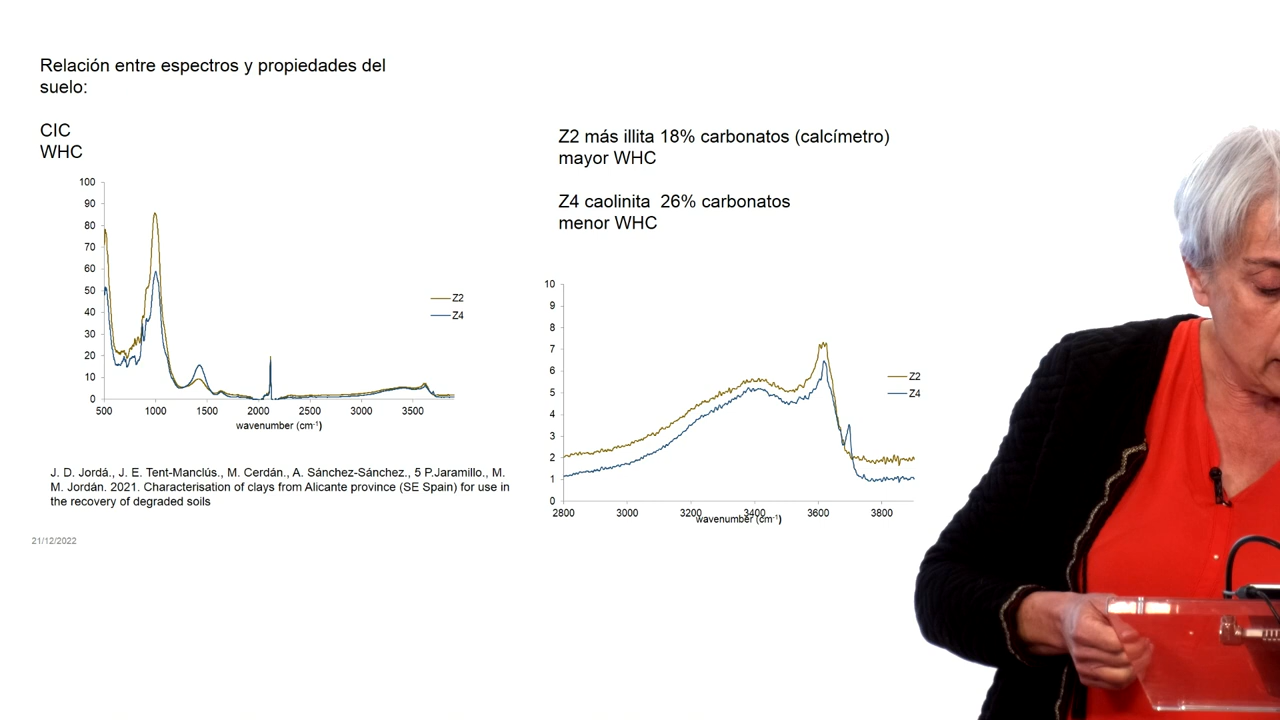 Relación entre espectros y propiedades del
suelo:
CIC
WHC
100
90
80
70
60
50
40
30
20
10
0
500 1000 1500 2000 2500 3000 3500
wavenumber (cm-1)
Z2
Z4
J. D. Jordá., J. E. Tent-Manclús., M. Cerdán., A. Sánchez-Sánchez., 5 P.Jaramillo., M.
M. Jordán. 2021. Characterisation of clays from Alicante province (SE Spain) for use in
the recovery of degraded soils
21/12/2022
Z2 más illita 18% carbonatos (calcímetro)
mayor WHC
Z4 caolinita 26% carbonatos
menor WHC
10
9
8
7
6
5
4
3
2
1
0
2800 3000 3200 3400 3600 3800
wavenumber (cm-1)
Z2
Z4